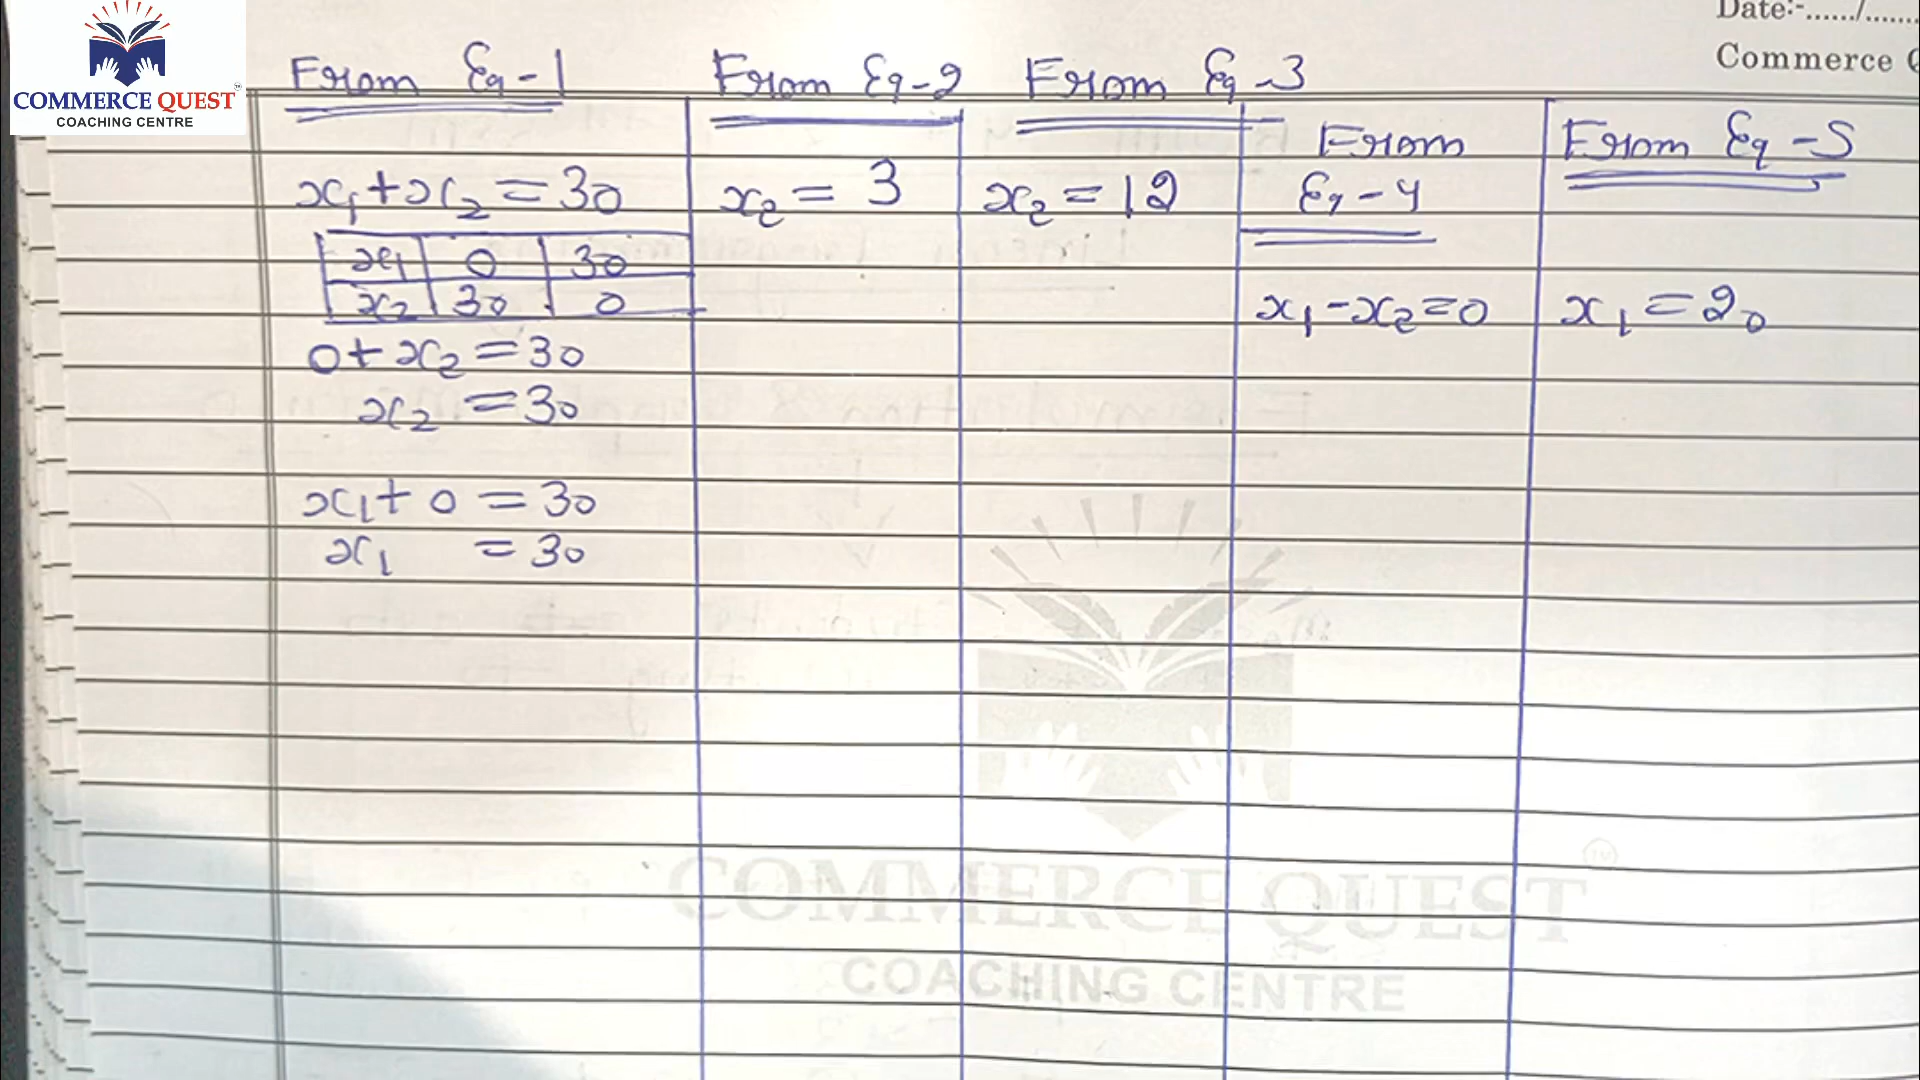 COMMERCE QUEST
COACHING CENTRE
Date:-....../.......
Commerce
From Eq-1
From Eq-2
From Eq-3
From
Eq-4
From Eq-5
x₁+x₂=30
x₂=3
x₂=12
x₁ 0 30
x₂ 30 0
x₁-x₂=0
x₁=20
0+x₂=30
x₂=30
x₁+0=30
x₁=30
COMMERCE QUEST
COACHING CENTRE